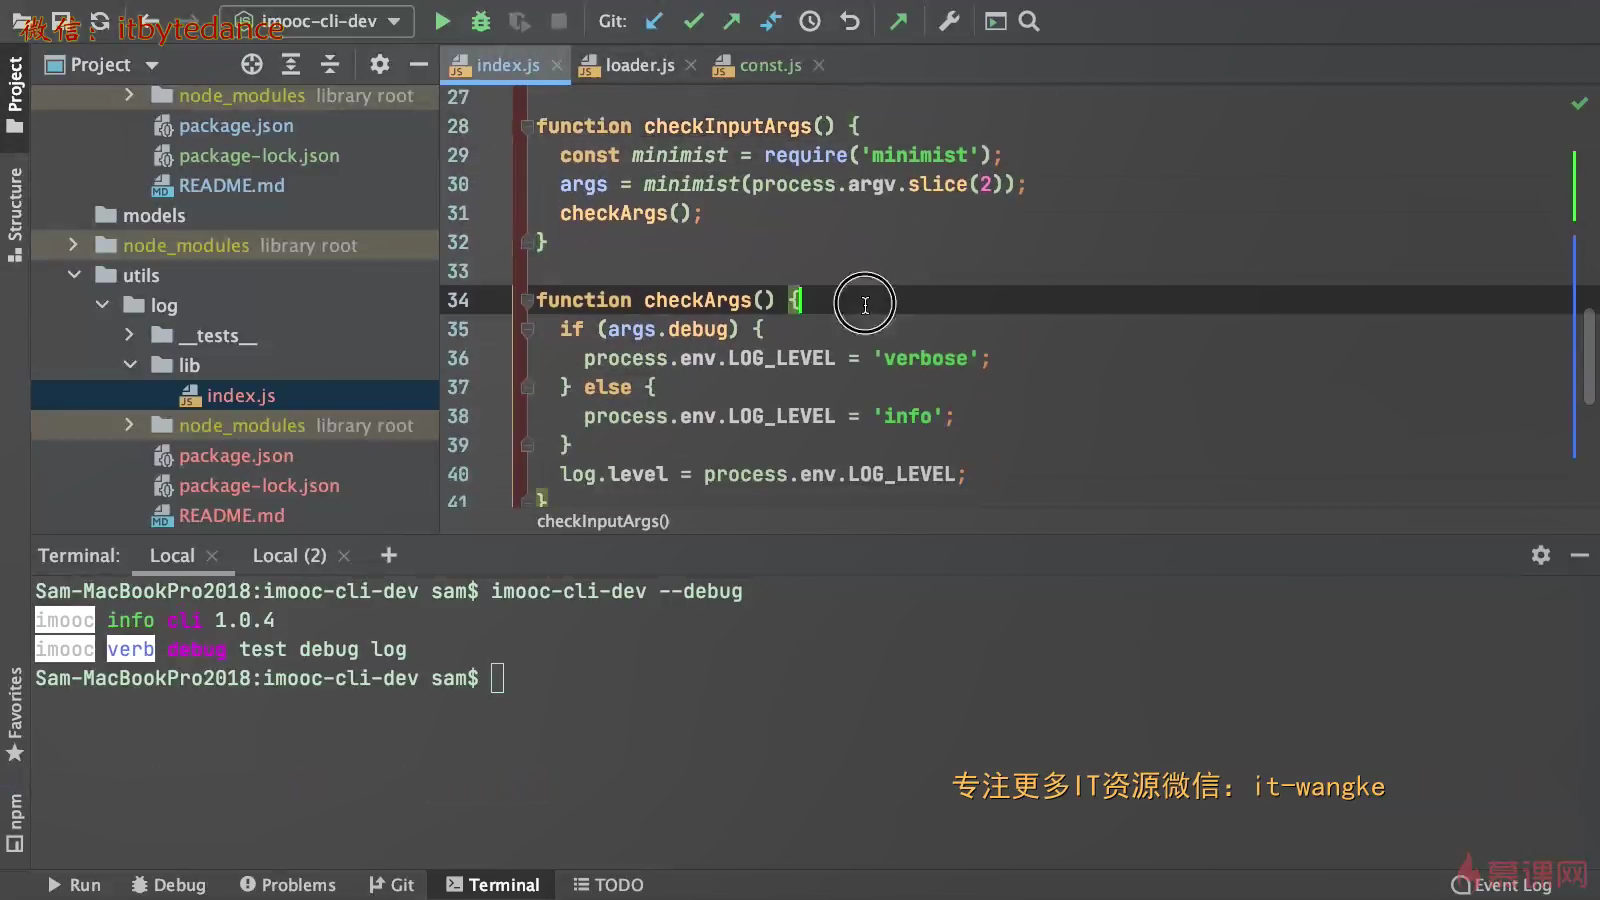 微信：itbytedance
imooc-cli-dev
Git:
Project
index.js
loader.js
const.js
Project
Structure
Favorites
npm
node_modules library root
package.json
package-lock.json
README.md
models
node_modules library root
utils
log
__tests__
lib
index.js
node_modules library root
package.json
package-lock.json
README.md
27
28 function checkInputArgs() {
29 const minimist = require('minimist');
30 args = minimist(process.argv.slice(2));
31 checkArgs();
32 }
33
34 function checkArgs() {
35 if (args.debug) {
36 process.env.LOG_LEVEL = 'verbose';
37 } else {
38 process.env.LOG_LEVEL = 'info';
39 }
40 log.level = process.env.LOG_LEVEL;
41 }
checkInputArgs()
Terminal: Local Local (2)
Sam-MacBookPro2018:imooc-cli-dev sam$ imooc-cli-dev --debug
imooc info cli 1.0.4
imooc verb debug test debug log
Sam-MacBookPro2018:imooc-cli-dev sam$
专注更多IT资源微信：it-wangke
慕课网
Run Debug Problems Git Terminal TODO Event Log